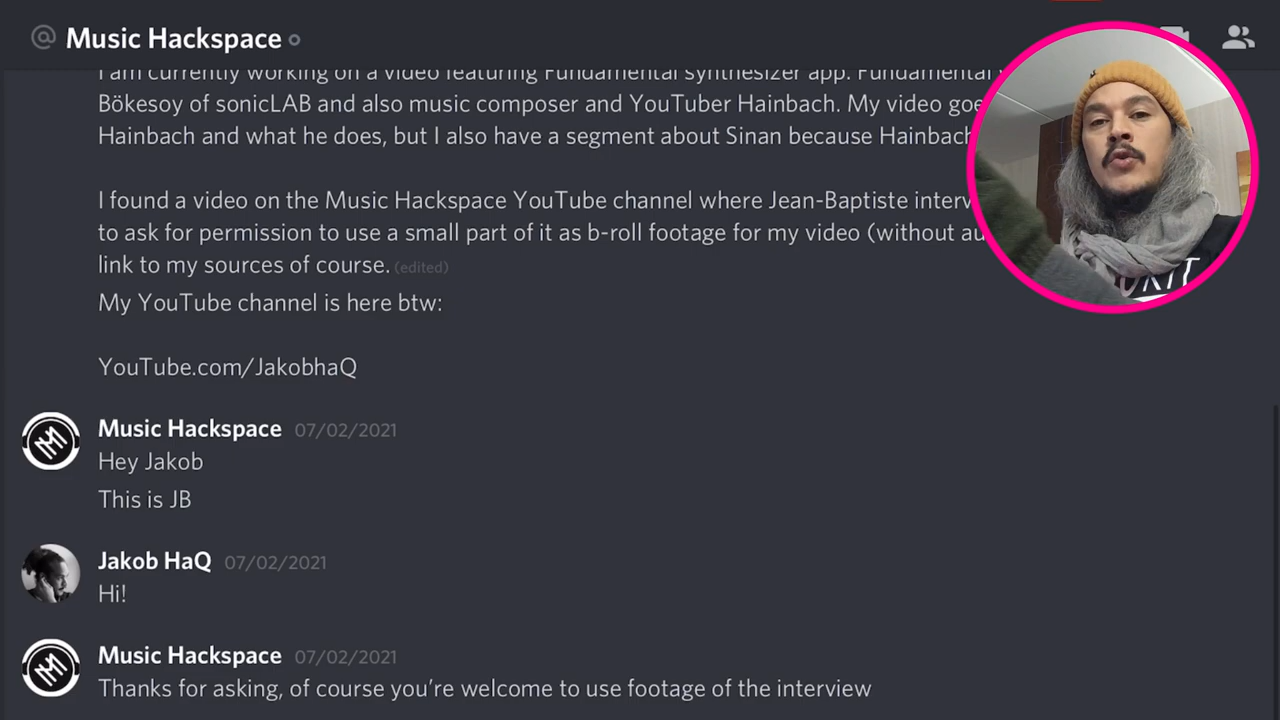 @ Music Hackspace
I am currently working on a video featuring Fundamental synthesizer app. Fundamental
Bökesoy of sonicLAB and also music composer and YouTuber Hainbach. My video goe
Hainbach and what he does, but I also have a segment about Sinan because Hainbach
I found a video on the Music Hackspace YouTube channel where Jean-Baptiste interv
to ask for permission to use a small part of it as b-roll footage for my video (without au
link to my sources of course. (edited)
My YouTube channel is here btw:
YouTube.com/JakobhaQ
Music Hackspace 07/02/2021
Hey Jakob
This is JB
Jakob HaQ 07/02/2021
Hi!
Music Hackspace 07/02/2021
Thanks for asking, of course you're welcome to use footage of the interview